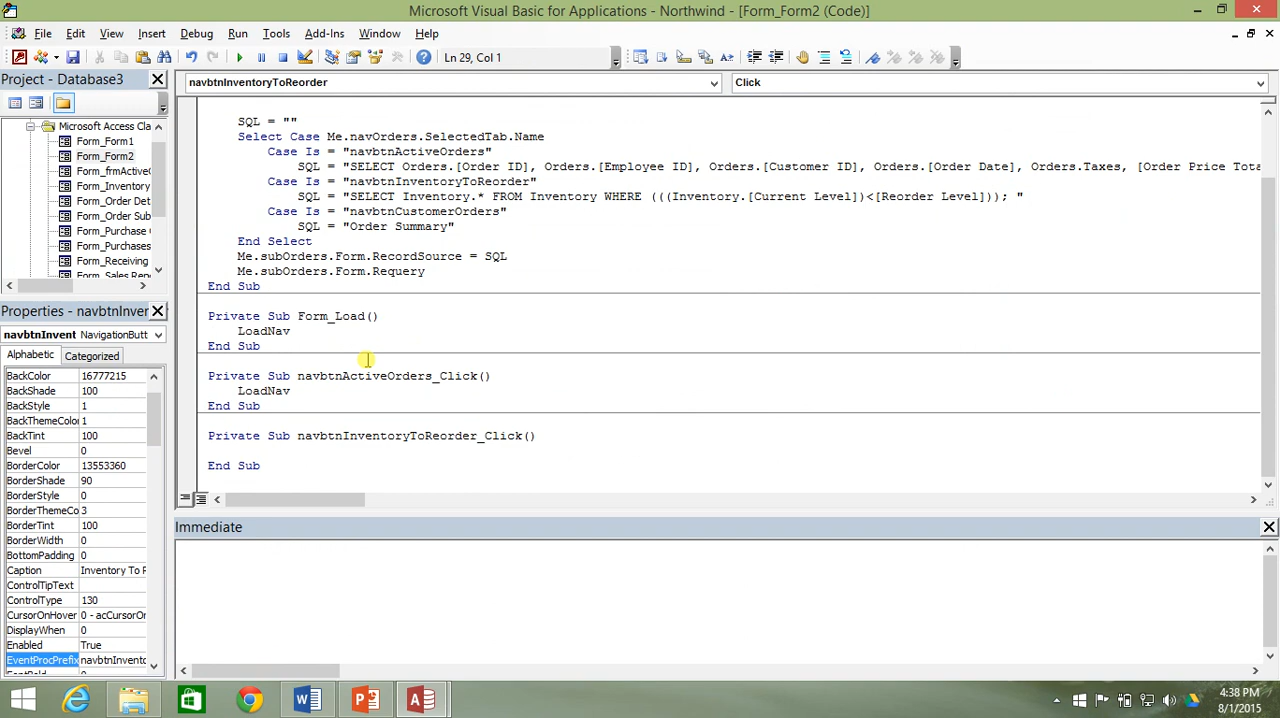 Microsoft Visual Basic for Applications - Northwind - [Form_Form2 (Code)]
File Edit View Insert Format Debug Run Tools Add-Ins Window Help
Ln 29, Col 1
Project - Database3
navbtnInventoryToReorder
Click
Microsoft Access Cla
Form_Form1
Form_Form2
Form_frmActiveC
Form_Inventory
Form_Order Det
Form_Order Sub
Form_Purchase
Form_Purchases
Form_Receiving
Form_Sales Rep
SQL = ""
Select Case Me.navOrders.SelectedTab.Name
Case Is = "navbtnActiveOrders"
SQL = "SELECT Orders.[Order ID], Orders.[Employee ID], Orders.[Customer ID], Orders.[Order Date], Orders.Taxes, [Order Price Tota
Case Is = "navbtnInventoryToReorder"
SQL = "SELECT Inventory.* FROM Inventory WHERE (((Inventory.[Current Level])<[Reorder Level])); "
Case Is = "navbtnCustomerOrders"
SQL = "Order Summary"
End Select
Me.subOrders.Form.RecordSource = SQL
Me.subOrders.Form.Requery
End Sub
Private Sub Form_Load()
LoadNav
End Sub
Private Sub navbtnActiveOrders_Click()
LoadNav
End Sub
Private Sub navbtnInventoryToReorder_Click()
End Sub
Properties - navbtnInver
navbtnInvent NavigationButt
Alphabetic Categorized
BackColor 16777215
BackShade 100
BackStyle 1
BackThemeColor 1
BackTint 100
Bevel 0
BorderColor 13553360
BorderShade 90
BorderStyle 0
BorderThemeCo 3
BorderTint 100
BorderWidth 0
BottomPadding 0
Caption Inventory To R
ControlTipText
ControlType 130
CursorOnHover 0 - acCursorOn
DisplayWhen 0
Enabled True
EventProcPrefix navbtnInvento
Immediate
4:38 PM
8/1/2015